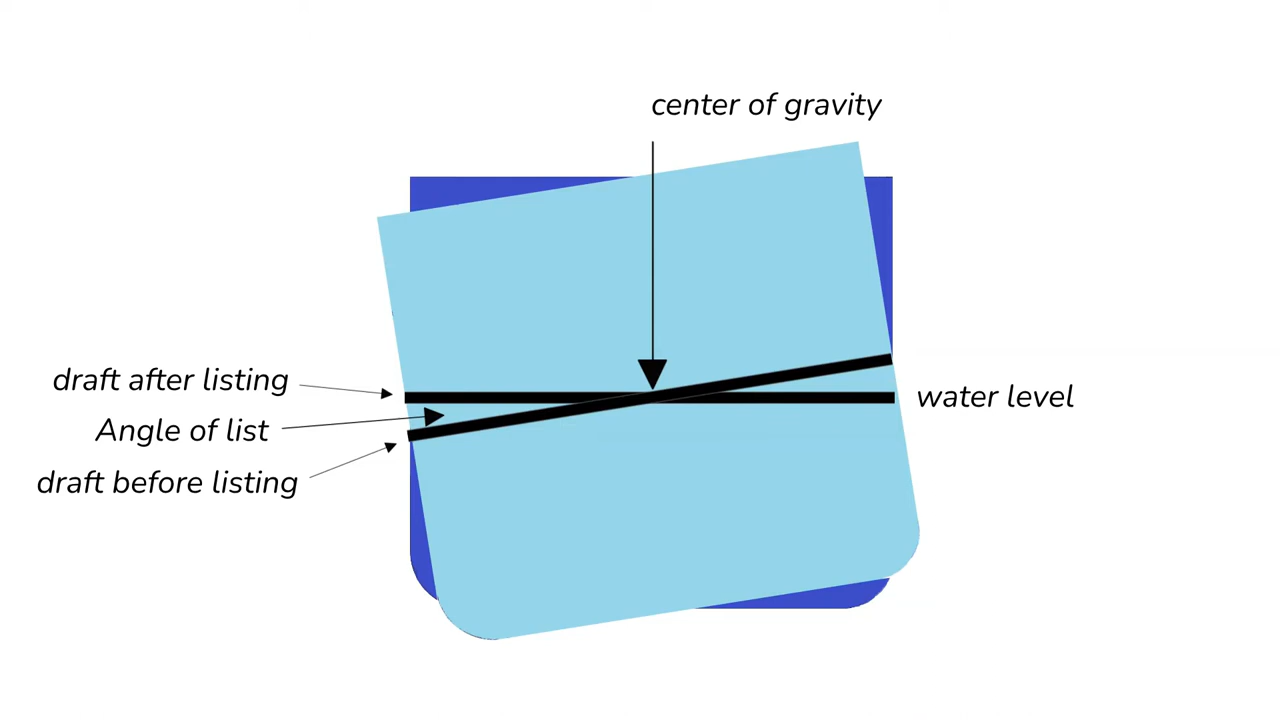 center of gravity
draft after listing
water level
Angle of list
draft before listing